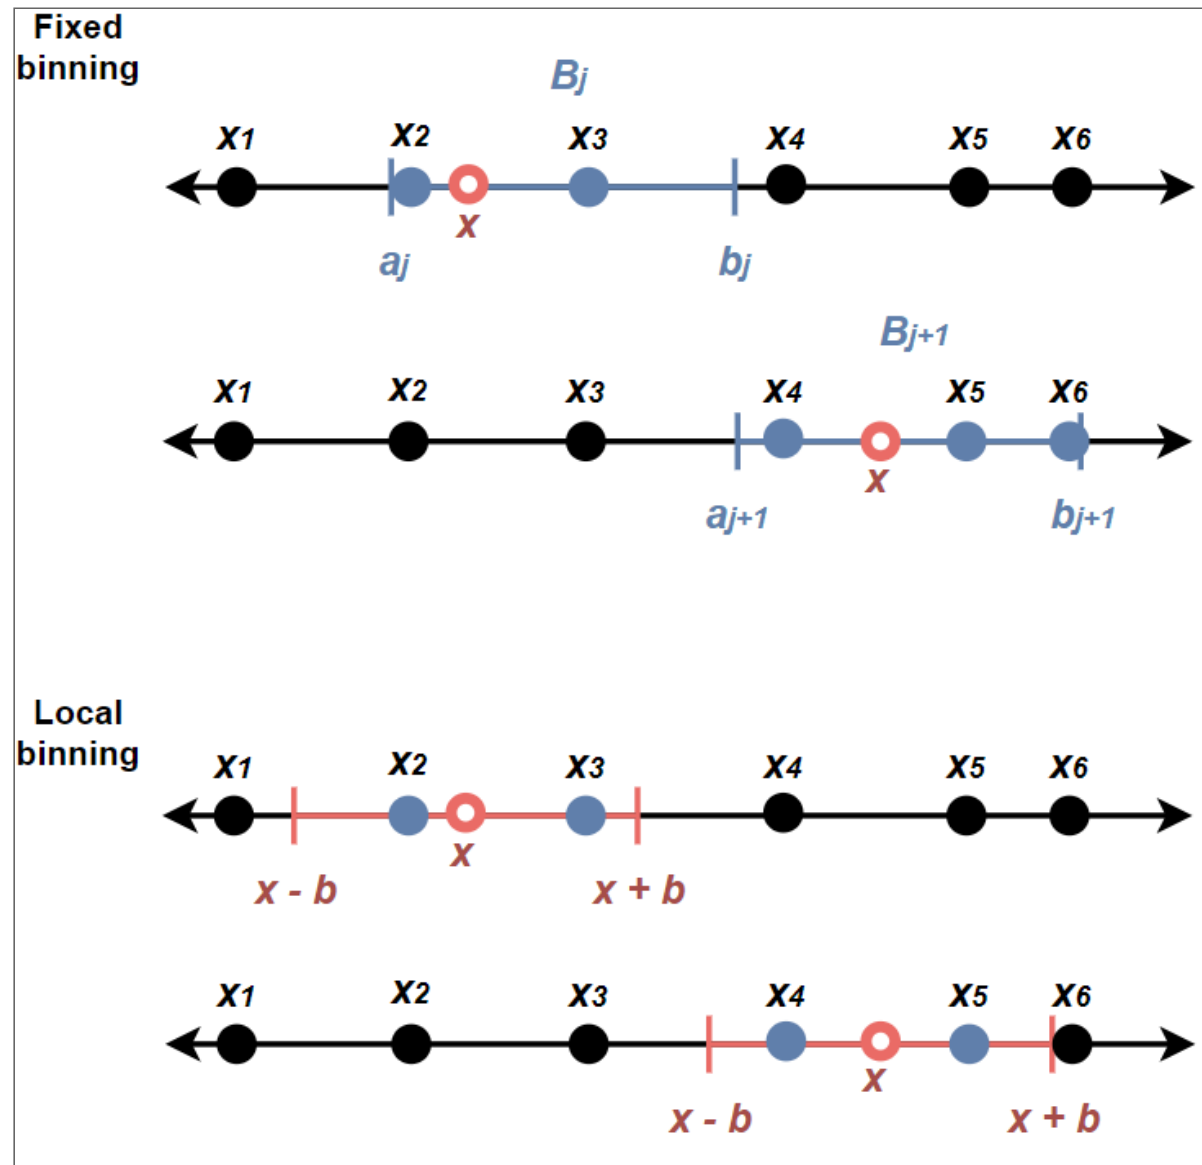 Fixed
binning
Bj
x1 x2 x3 x4 x5 x6
x
aj bj
Bj+1
x1 x2 x3 x4 x5 x6
x
aj+1 bj+1
Local
binning
x1 x2 x3 x4 x5 x6
x
x - b x + b
x1 x2 x3 x4 x5 x6
x
x - b x + b